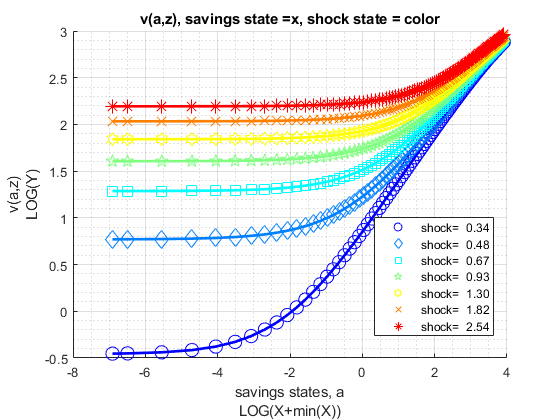 v(a,z), savings state =x, shock state = color
v(a,z)
LOG(Y)
3
2.5
2
1.5
1
0.5
0
-0.5
shock= 0.34
shock= 0.48
shock= 0.67
shock= 0.93
shock= 1.30
shock= 1.82
shock= 2.54
-8 -6 -4 -2 0 2 4
savings states, a
LOG(X+min(X))